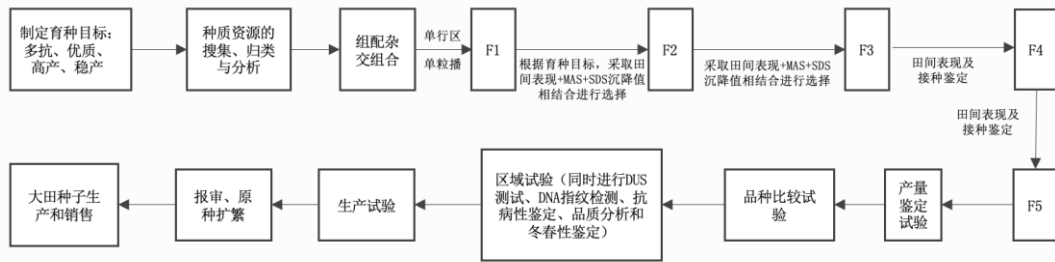 制定育种目标：
多抗、优质、
高产、稳产
种质资源的
搜集、归类
与分析
组配杂
交组合
单行区
单粒播
F1
根据育种目标，采取田
间表现+MAS+SDS沉降值
相结合进行选择
F2
采取田间表现+MAS+SDS
沉降值相结合进行选择
F3
田间表现及
接种鉴定
F4
田间表现及
接种鉴定
F5
产量
鉴定
试验
品种比较试
验
区域试验（同时进行DUS
测试、DNA指纹检测、抗
病性鉴定、品质分析和
冬春性鉴定）
生产试验
报审、原
种扩繁
大田种子生
产和销售